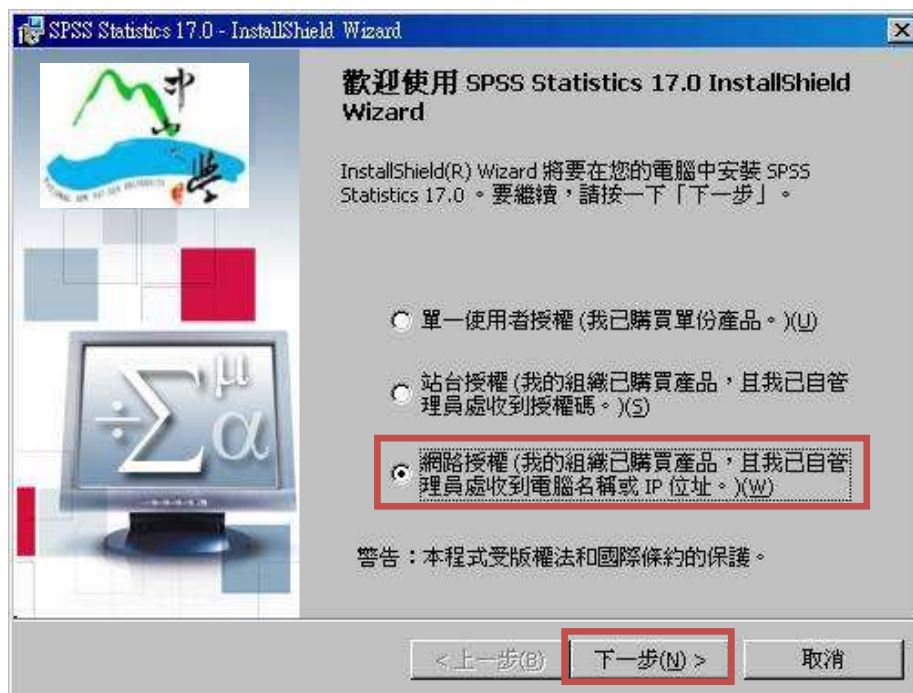 SPSS Statistics 17.0 - InstallShield Wizard
中山大學
歡迎使用 SPSS Statistics 17.0 InstallShield
Wizard
InstallShield(R) Wizard 將要在您的電腦中安裝 SPSS
Statistics 17.0 。要繼續，請按一下「下一步」。
單一使用者授權 (我已購買單份產品。)(U)
站台授權 (我的組織已購買產品，且我已自管
理員處收到授權碼。)(S)
網路授權 (我的組織已購買產品，且我已自管
理員處收到電腦名稱或 IP 位址。)(W)
÷ Σ μ α
警告：本程式受版權法和國際條約的保護。
<上一步(B)
下一步(N) >
取消